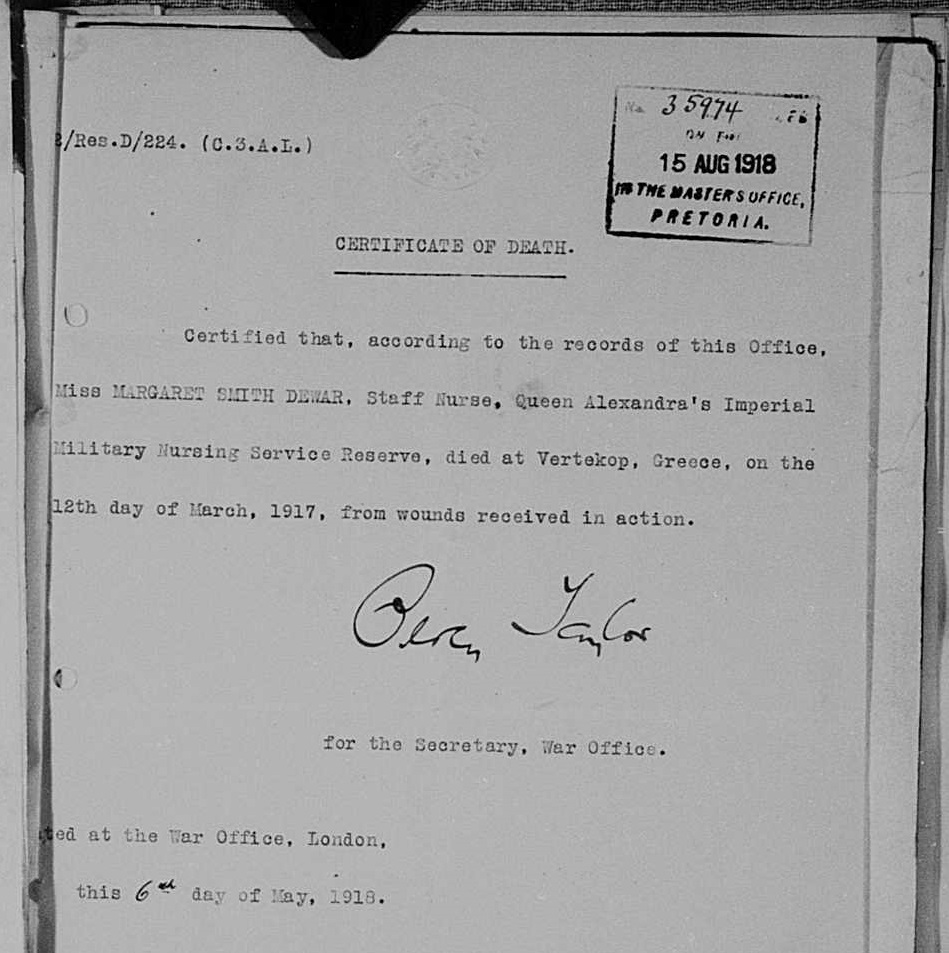 /Res.D/224. (C.3.A.L.)
No. 35974
15 AUG 1918
IN THE MASTERS OFFICE,
PRETORIA.
CERTIFICATE OF DEATH.
Certified that, according to the records of this Office,
Miss MARGARET SMITH DEWAR, Staff Nurse, Queen Alexandra's Imperial
Military Nursing Service Reserve, died at Vertekop, Greece, on the
12th day of March, 1917, from wounds received in action.
Percy Taylor
for the Secretary, War Office.
ted at the War Office, London,
this 6th day of May, 1918.